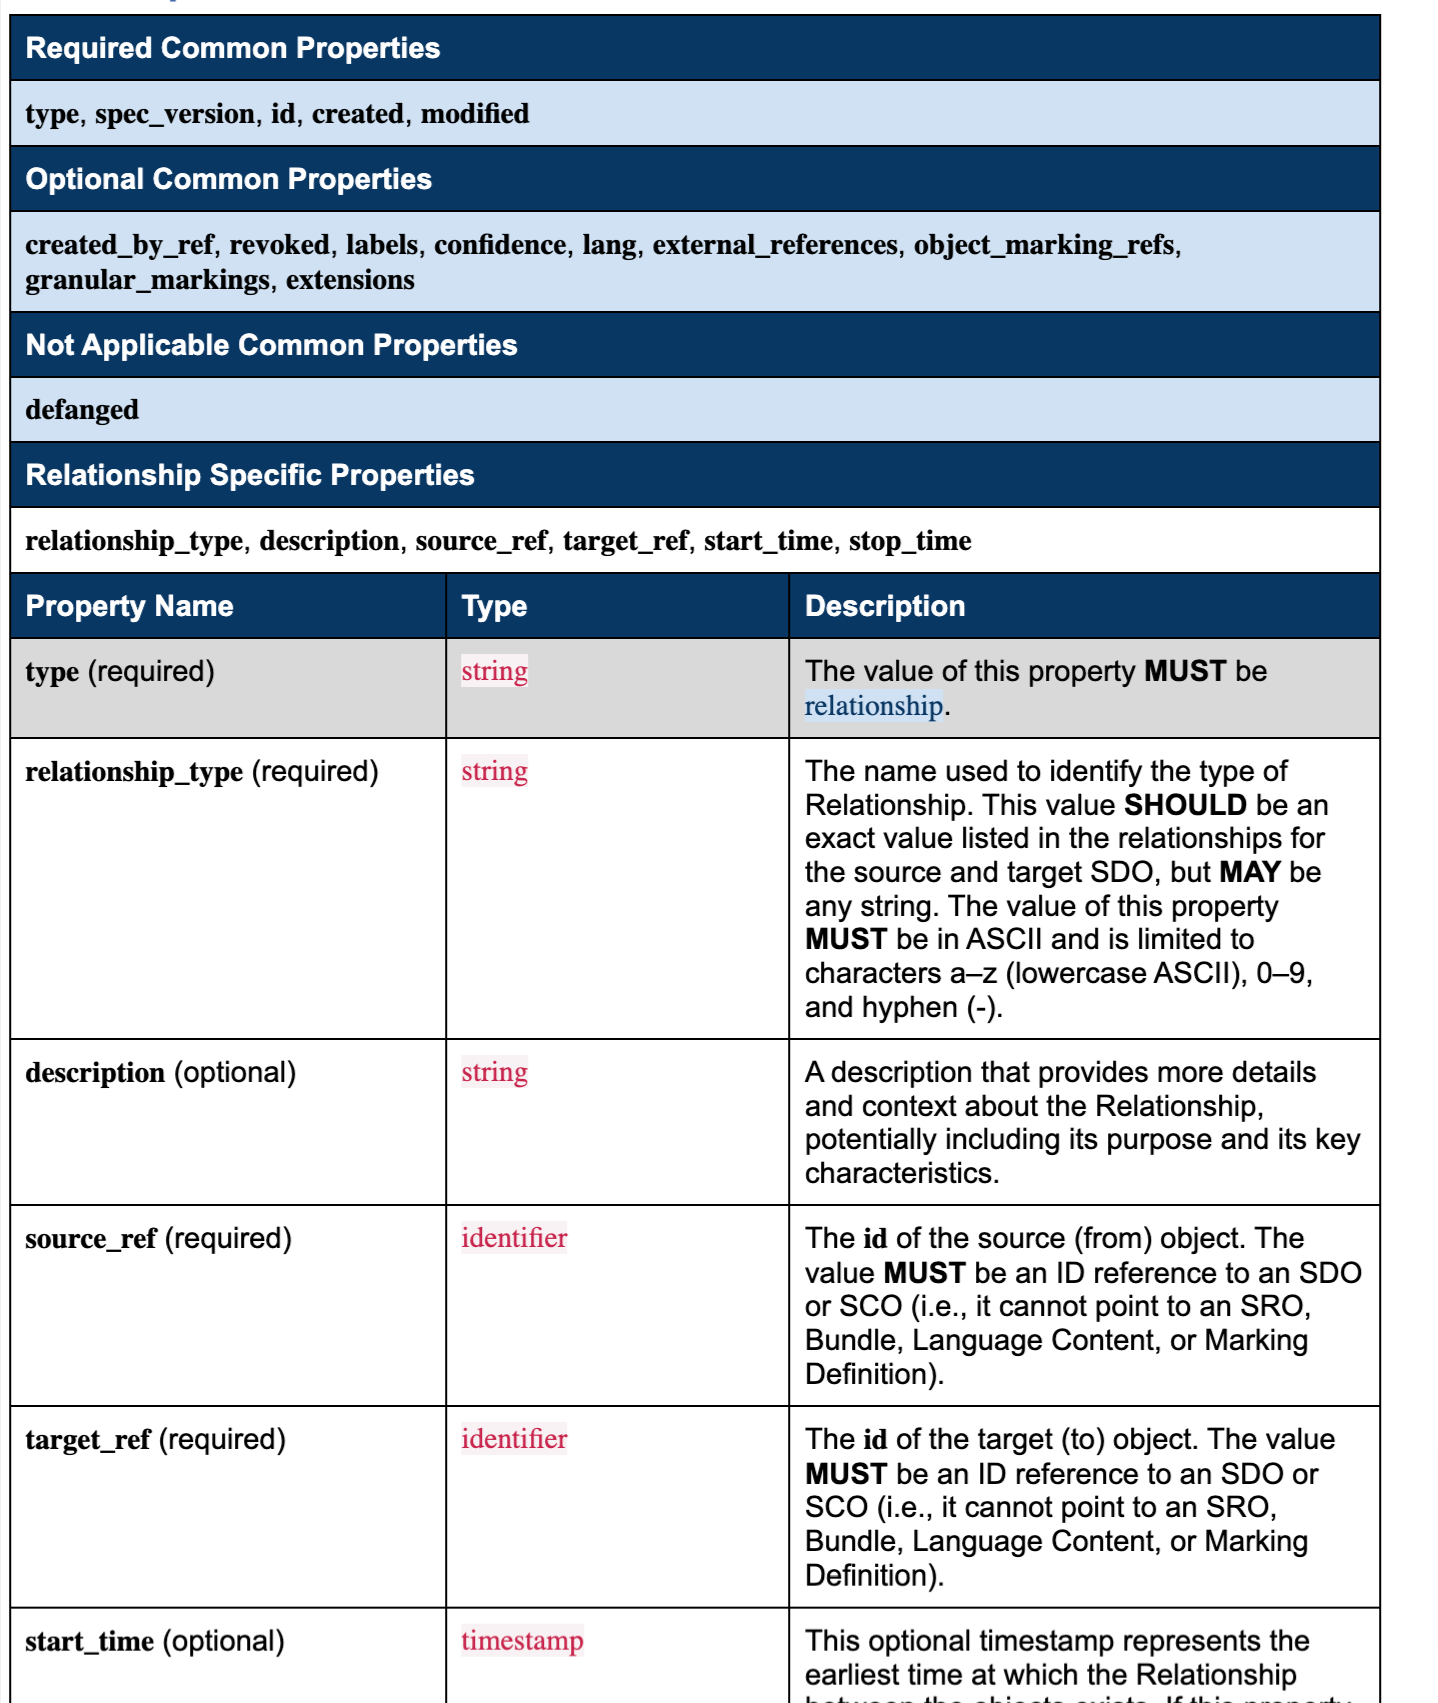 Required Common Properties
type, spec_version, id, created, modified
Optional Common Properties
created_by_ref, revoked, labels, confidence, lang, external_references, object_marking_refs,
granular_markings, extensions
Not Applicable Common Properties
defanged
Relationship Specific Properties
relationship_type, description, source_ref, target_ref, start_time, stop_time
Property Name Type Description
type (required) string The value of this property MUST be
relationship.
relationship_type (required) string The name used to identify the type of
Relationship. This value SHOULD be an
exact value listed in the relationships for
the source and target SDO, but MAY be
any string. The value of this property
MUST be in ASCII and is limited to
characters a–z (lowercase ASCII), 0–9,
and hyphen (-).
description (optional) string A description that provides more details
and context about the Relationship,
potentially including its purpose and its key
characteristics.
source_ref (required) identifier The id of the source (from) object. The
value MUST be an ID reference to an SDO
or SCO (i.e., it cannot point to an SRO,
Bundle, Language Content, or Marking
Definition).
target_ref (required) identifier The id of the target (to) object. The value
MUST be an ID reference to an SDO or
SCO (i.e., it cannot point to an SRO,
Bundle, Language Content, or Marking
Definition).
start_time (optional) timestamp This optional timestamp represents the
earliest time at which the Relationship
between the objects exists. If this property